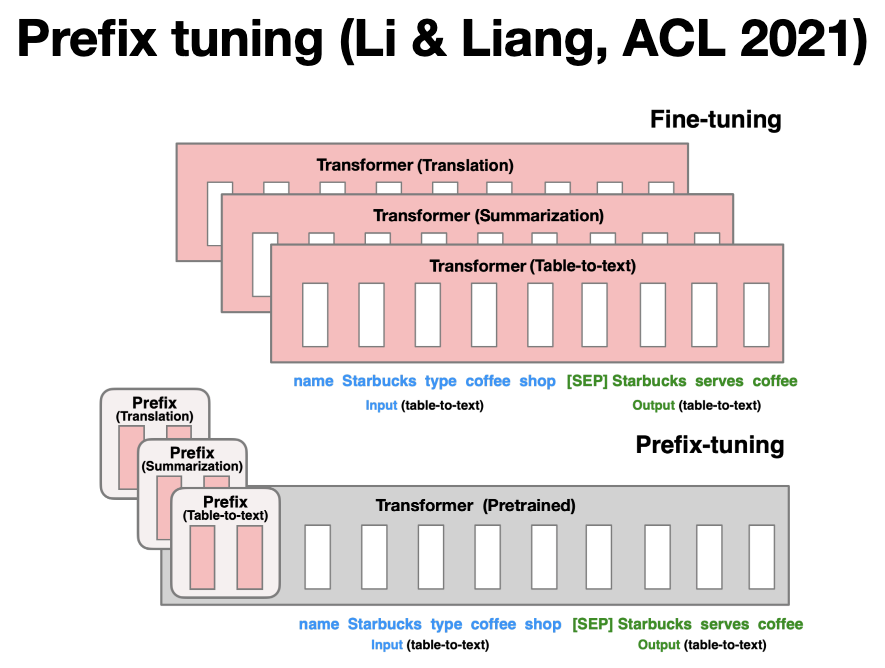 Prefix tuning (Li & Liang, ACL 2021)
Fine-tuning
Transformer (Translation)
Transformer (Summarization)
Transformer (Table-to-text)
name Starbucks type coffee shop [SEP] Starbucks serves coffee
Input (table-to-text) Output (table-to-text)
Prefix
(Translation)
Prefix-tuning
Prefix
(Summarization)
Prefix
(Table-to-text)
Transformer (Pretrained)
name Starbucks type coffee shop [SEP] Starbucks serves coffee
Input (table-to-text) Output (table-to-text)